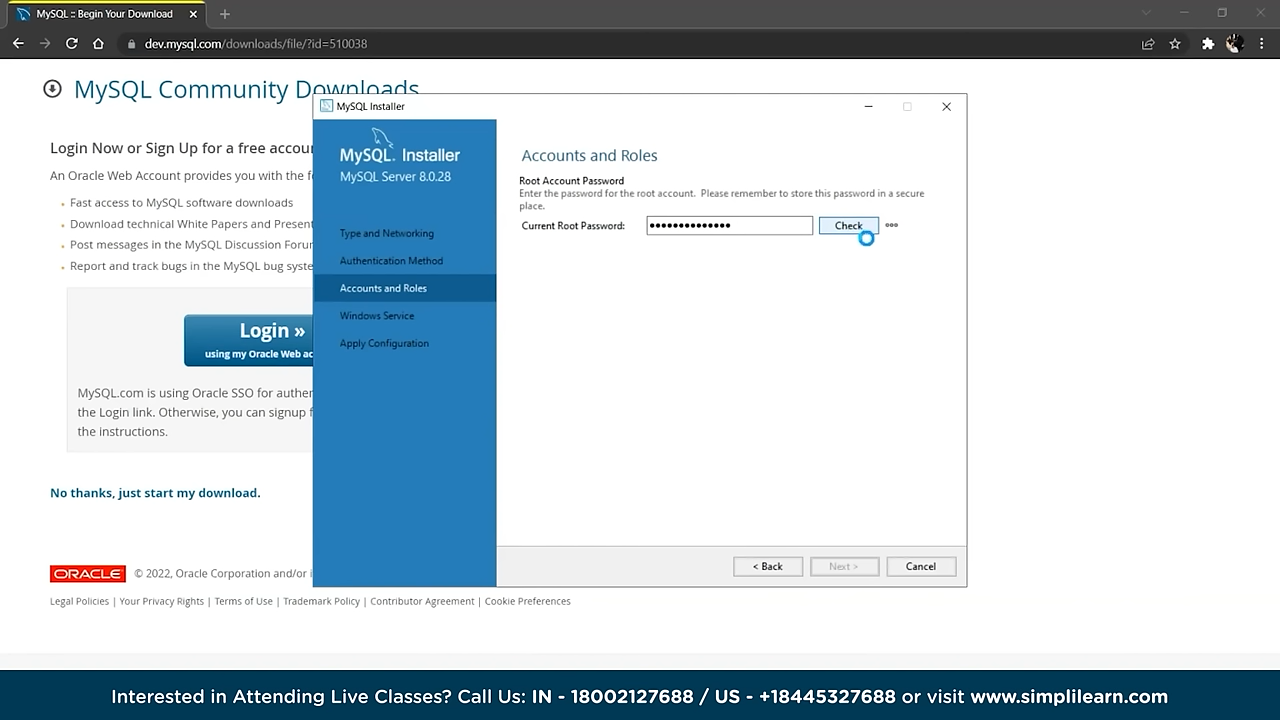 MySQL :: Begin Your Download
dev.mysql.com/downloads/file/?id=510038
MySQL Community Downloads
Login Now or Sign Up for a free accou
An Oracle Web Account provides you with the f
Fast access to MySQL software downloads
Download technical White Papers and Present
Post messages in the MySQL Discussion Foru
Report and track bugs in the MySQL bug syste
Login »
using my Oracle Web ac
MySQL.com is using Oracle SSO for authen
the Login link. Otherwise, you can signup f
the instructions.
No thanks, just start my download.
ORACLE © 2022, Oracle Corporation and/or i
Legal Policies | Your Privacy Rights | Terms of Use | Trademark Policy | Contributor Agreement | Cookie Preferences
MySQL Installer
MySQL. Installer
MySQL Server 8.0.28
Type and Networking
Authentication Method
Accounts and Roles
Windows Service
Apply Configuration
Accounts and Roles
Root Account Password
Enter the password for the root account. Please remember to store this password in a secure
place.
Current Root Password: ●●●●●●●●●●●●●● Check
< Back Next > Cancel
Interested in Attending Live Classes? Call Us: IN - 18002127688 / US - +18445327688 or visit www.simplilearn.com